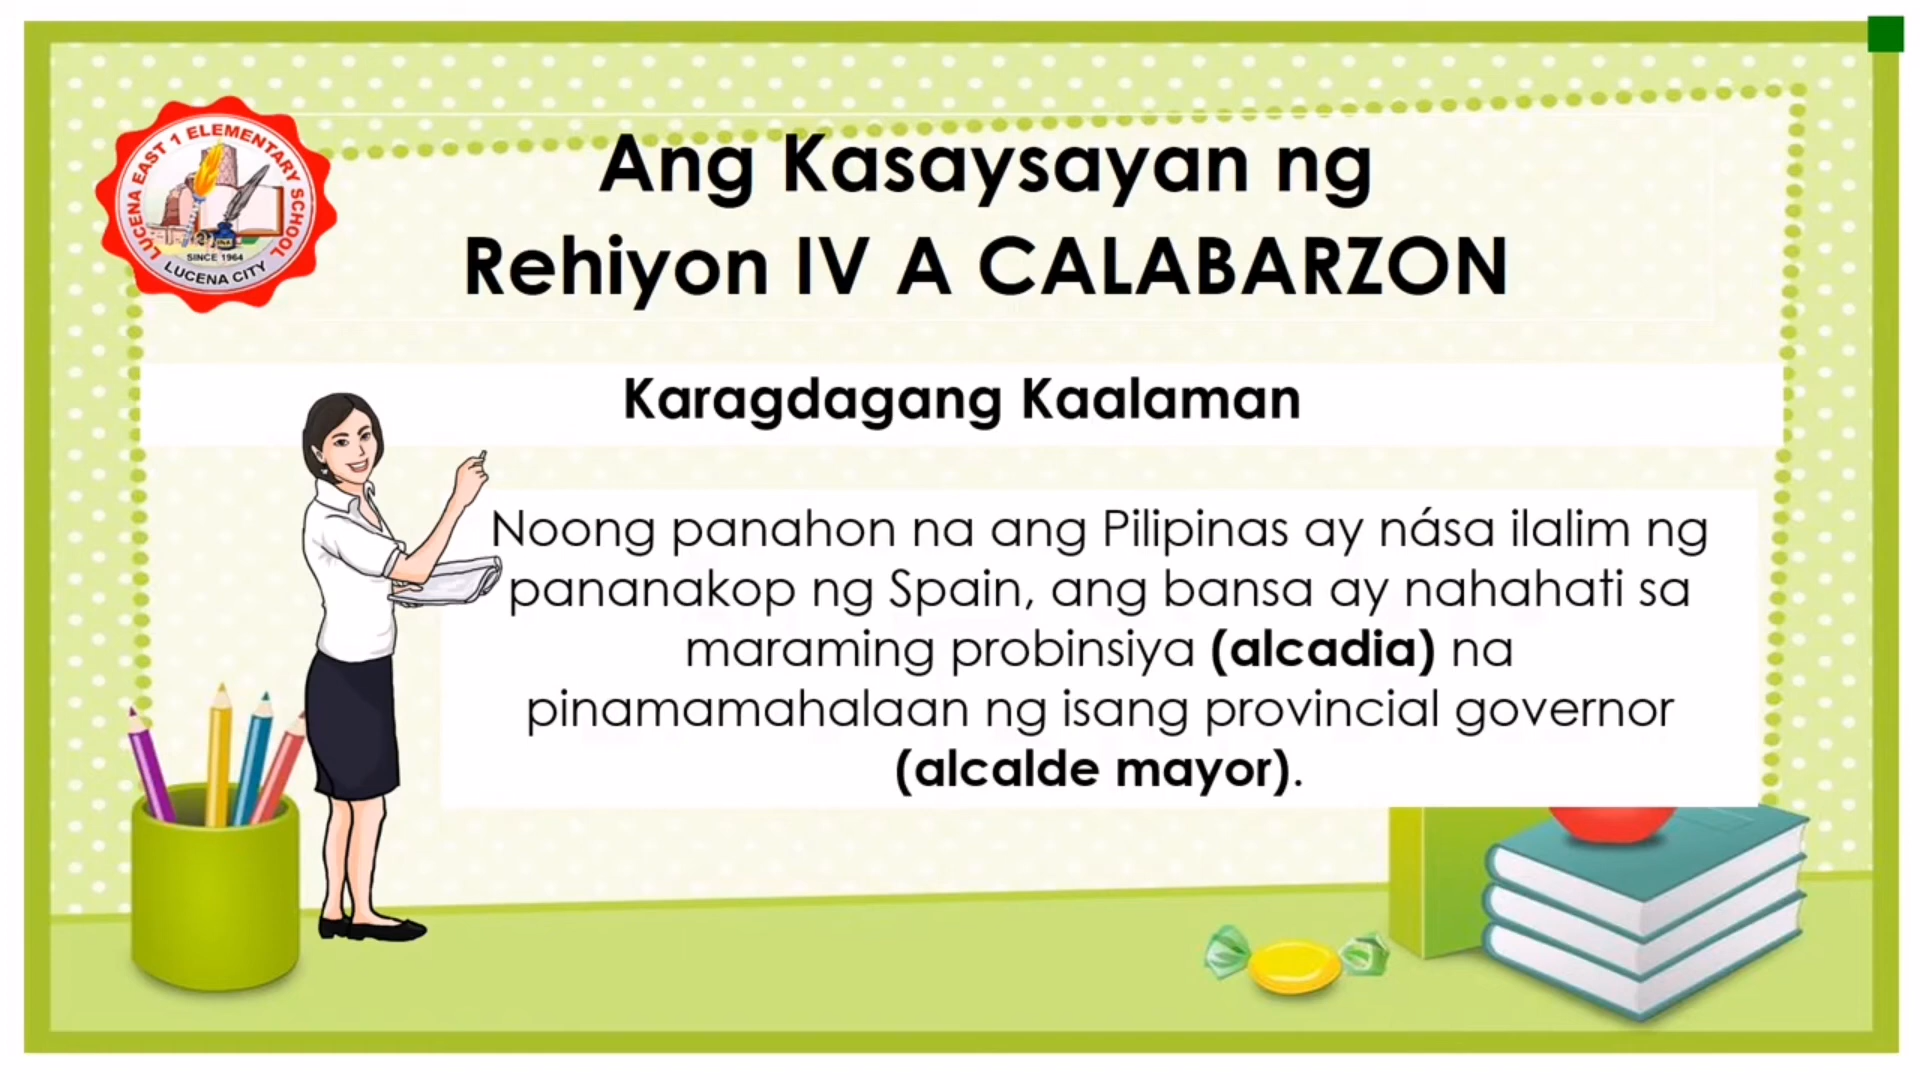 LUCENA EAST 1 ELEMENTARY SCHOOL
SINCE 1964
LUCENA CITY
Ang Kasaysayan ng
Rehiyon IV A CALABARZON
Karagdagang Kaalaman
Noong panahon na ang Pilipinas ay nása ilalim ng
pananakop ng Spain, ang bansa ay nahahati sa
maraming probinsiya (alcadia) na
pinamamahalaan ng isang provincial governor
(alcalde mayor).